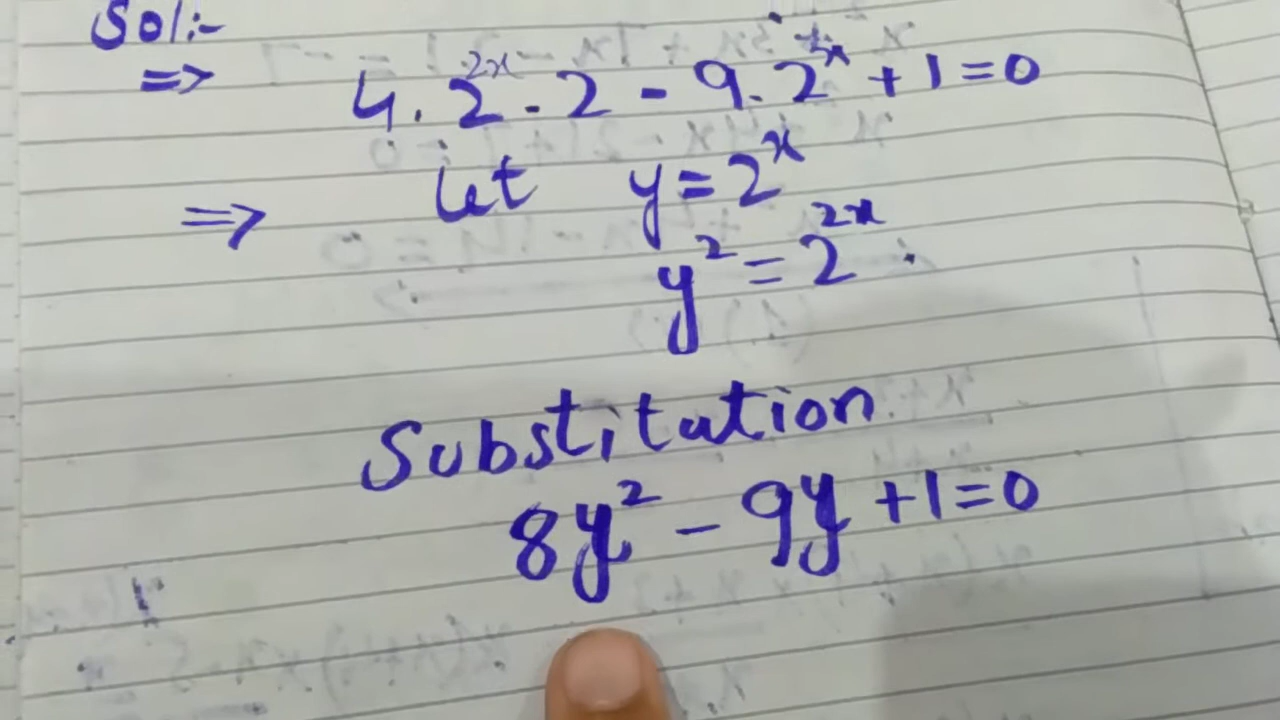 Sol:-
=> 4. 2^2x . 2 - 9. 2^x + 1 = 0
=> Let y = 2^x
y^2 = 2^2x .
Substitution
8y^2 - 9y + 1 = 0